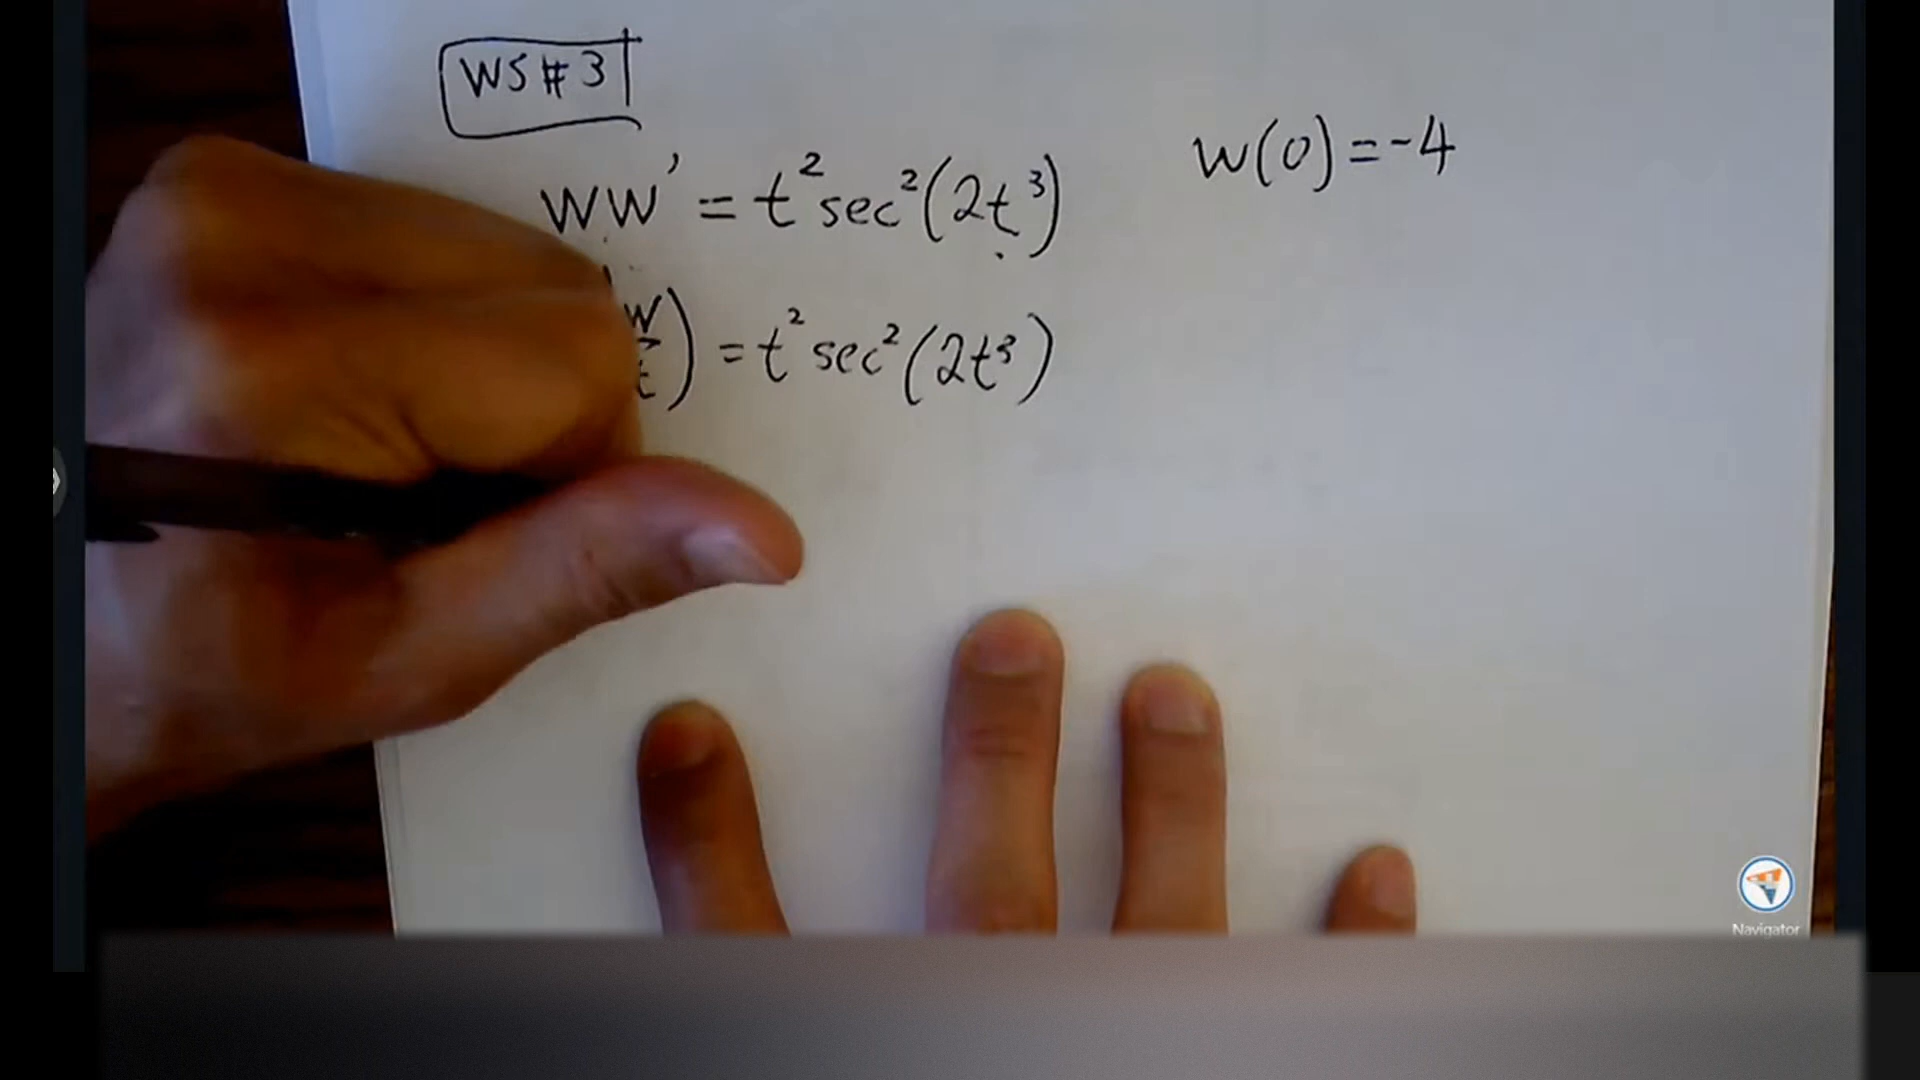 WS#3
w(0)=-4
ww' = t²sec²(2t³)
w/t) = t²sec²(2t³)
Navigator